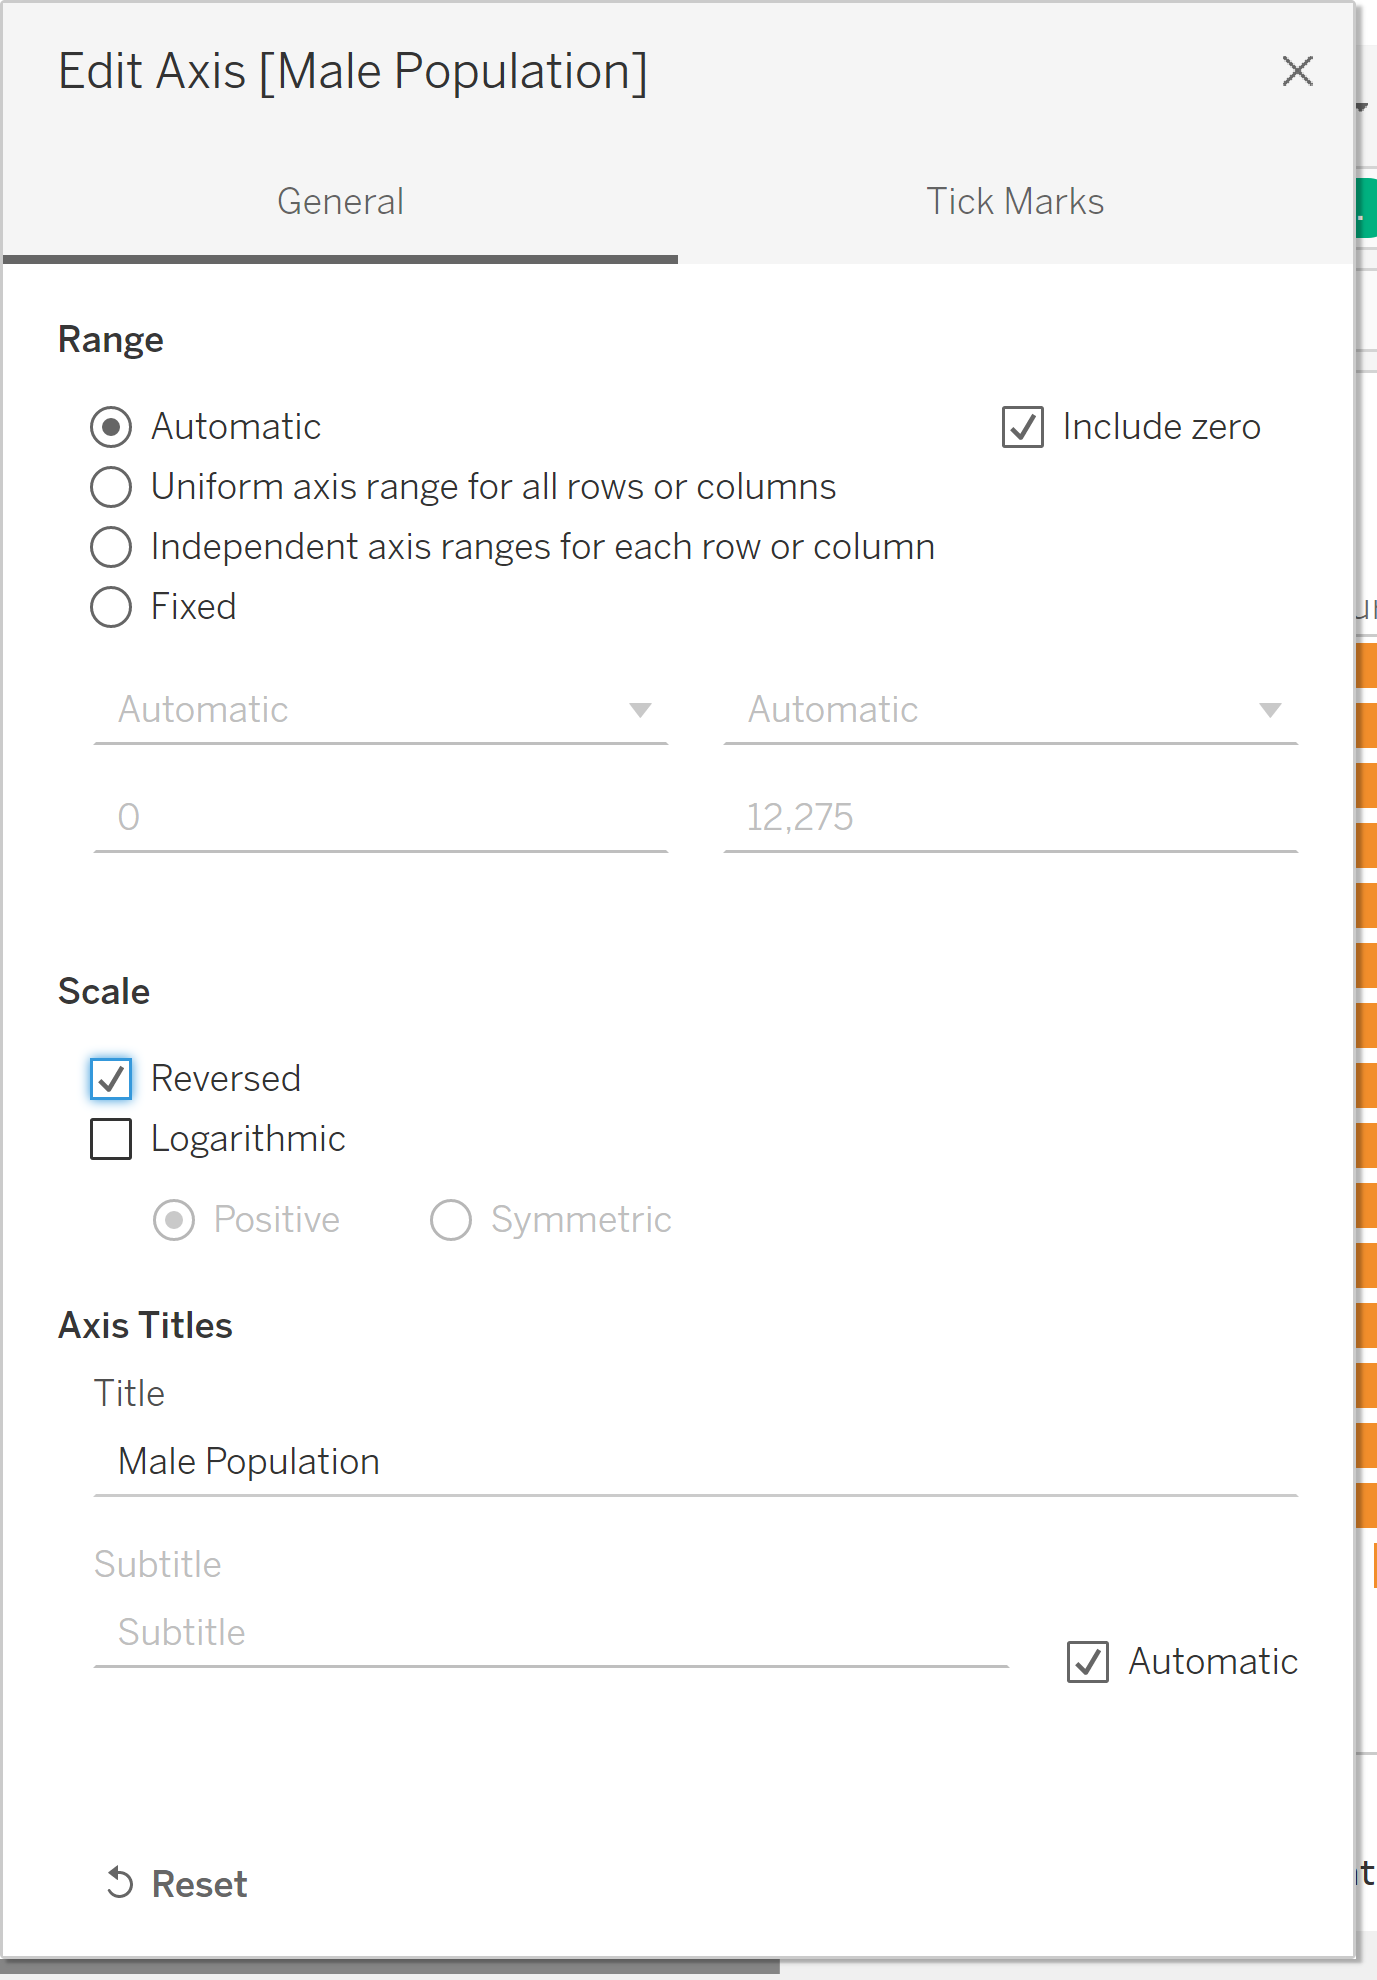 Edit Axis [Male Population]
General Tick Marks
Range
Automatic Include zero
Uniform axis range for all rows or columns
Independent axis ranges for each row or column
Fixed
Automatic Automatic
0 12,275
Scale
Reversed
Logarithmic
Positive Symmetric
Axis Titles
Title
Male Population
Subtitle
Subtitle
Automatic
Reset